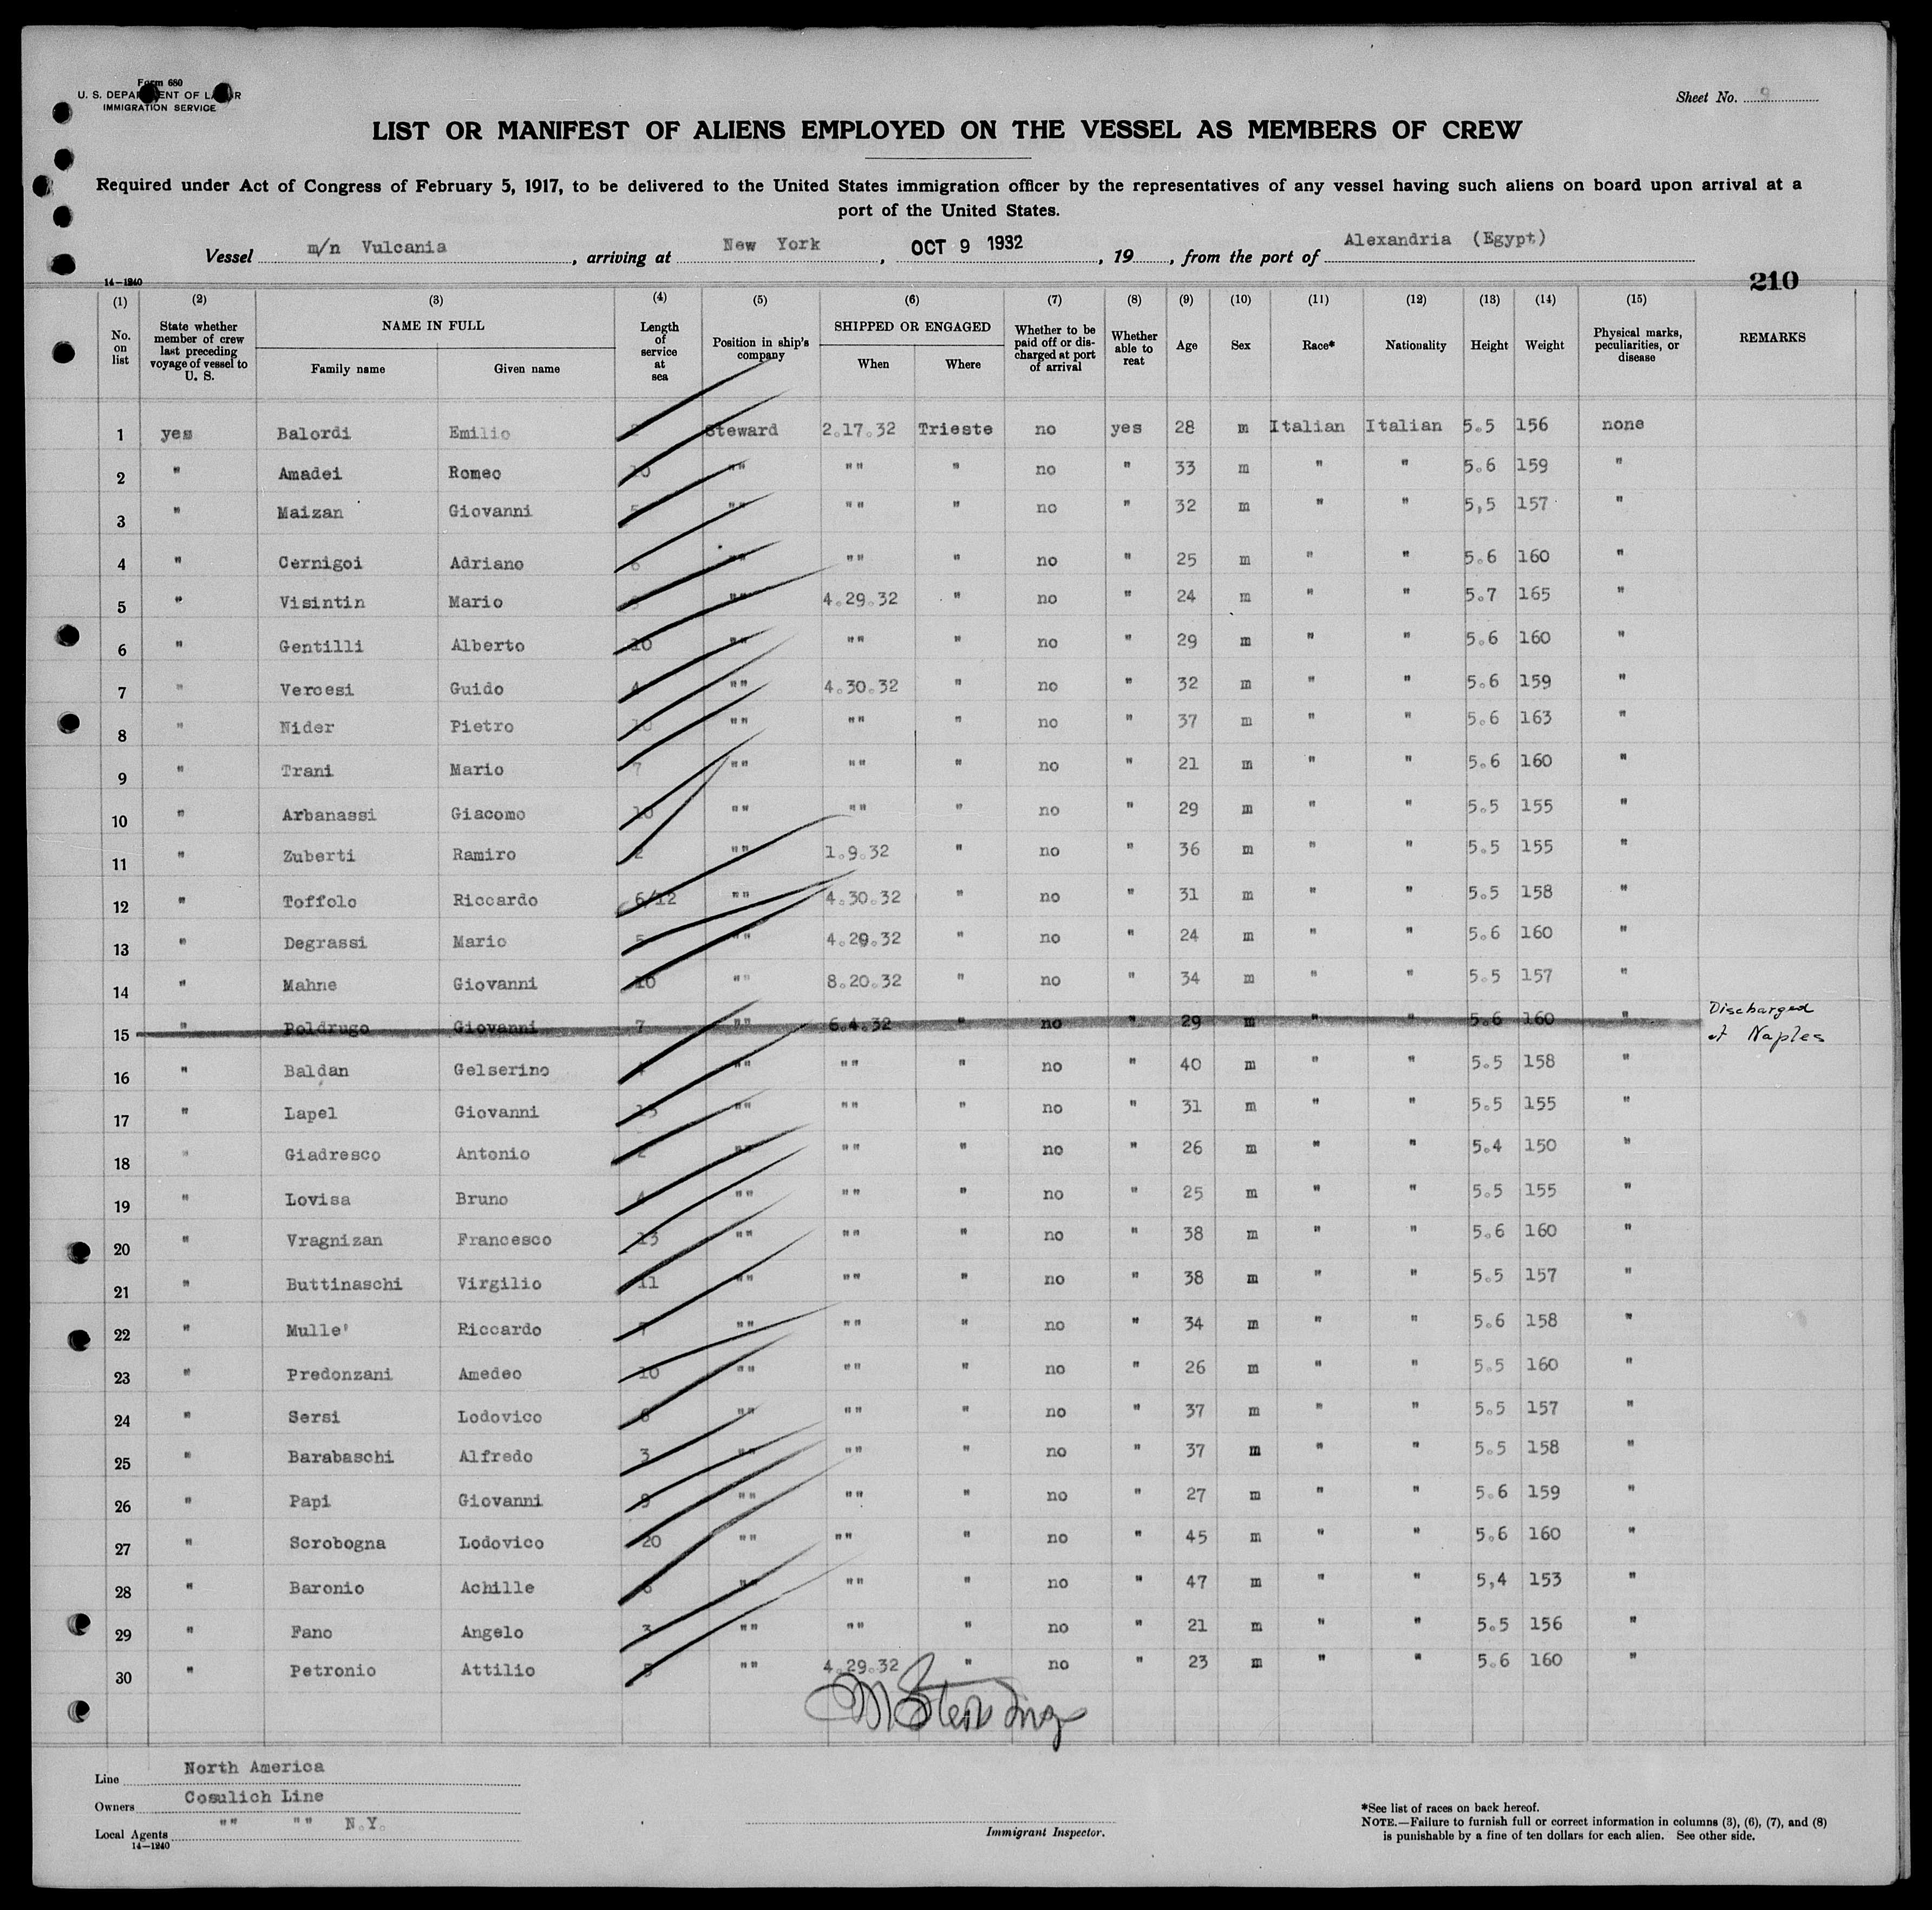 Form 680
U. S. DEPARTMENT OF LABOR
IMMIGRATION SERVICE
Sheet No. 9
LIST OR MANIFEST OF ALIENS EMPLOYED ON THE VESSEL AS MEMBERS OF CREW
Required under Act of Congress of February 5, 1917, to be delivered to the United States immigration officer by the representatives of any vessel having such aliens on board upon arrival at a
port of the United States.
Vessel m/n Vulcania, arriving at New York, OCT 9 1932, 19, from the port of Alexandria (Egypt)
14-1240
210
(1) (2) (3) (4) (5) (6) (7) (8) (9) (10) (11) (12) (13) (14) (15)
No. on list State whether member of crew last preceding voyage of vessel to U. S. NAME IN FULL Family name Given name Length of service at sea Position in ship's company SHIPPED OR ENGAGED When Where Whether to be paid off or discharged at port of arrival Whether able to reat Age Sex Race* Nationality Height Weight Physical marks, peculiarities, or disease REMARKS
1 yes Balordi Emilio Steward 2.17.32 Trieste no yes 28 m Italian Italian 5.5 156 none
2 " Amadei Romeo 10 "" "" " no " 33 m " " 5.6 159 "
3 " Maizan Giovanni 5 "" "" " no " 32 m " " 5,5 157 "
4 " Cernigoi Adriano 6 "" "" " no " 25 m " " 5.6 160 "
5 " Visintin Mario "" 4.29.32 " no " 24 m " " 5.7 165 "
6 " Gentilli Alberto 10 "" "" " no " 29 m " " 5.6 160 "
7 " Vercesi Guido 4 "" 4.30.32 " no " 32 m " " 5.6 159 "
8 " Nider Pietro 10 "" "" " no " 37 m " " 5.6 163 "
9 " Trani Mario 7 "" "" " no " 21 m " " 5.6 160 "
10 " Arbanassi Giacomo 10 "" "" " no " 29 m " " 5.5 155 "
11 " Zuberti Ramiro 2 "" 1.9.32 " no " 36 m " " 5.5 155 "
12 " Toffolo Riccardo 6/12 "" 4.30.32 " no " 31 m " " 5.5 158 "
13 " Degrassi Mario 5 "" 4.29.32 " no " 24 m " " 5.6 160 "
14 " Mahne Giovanni 10 "" 8.20.32 " no " 34 m " " 5.5 157 "
15 " Poldrugo Giovanni 7 "" 6.4.32 " no " 29 m " " 5.6 160 " Discharged at Naples
16 " Baldan Gelserino 4 "" "" " no " 40 m " " 5.5 158 "
17 " Lapel Giovanni 13 "" "" " no " 31 m " " 5.5 155 "
18 " Giadresco Antonio 2 "" "" " no " 26 m " " 5.4 150 "
19 " Lovisa Bruno 4 "" "" " no " 25 m " " 5.5 155 "
20 " Vragnizan Francesco 13 "" "" " no " 38 m " " 5.6 160 "
21 " Buttinaschi Virgilio 11 "" "" " no " 38 m " " 5.5 157 "
22 " Mulle' Riccardo 7 "" "" " no " 34 m " " 5.6 158 "
23 " Predonzani Amedeo 10 "" "" " no " 26 m " " 5.5 160 "
24 " Sersi Lodovico "" "" " no " 37 m " " 5.5 157 "
25 " Barabaschi Alfredo 3 "" "" " no " 37 m " " 5.5 158 "
26 " Papi Giovanni 9 "" "" " no " 27 m " " 5.6 159 "
27 " Scrobogna Lodovico 20 "" "" " no " 45 m " " 5.6 160 "
28 " Baronio Achille "" "" " no " 47 m " " 5,4 153 "
29 " Fano Angelo 3 "" "" " no " 21 m " " 5.5 156 "
30 " Petronio Attilio 5 "" 4.29.32 " no " 23 m " " 5.6 160 "
Line North America
Owners Cosulich Line
Local Agents "" "" N.Y.
14-1240
Immigrant Inspector.
*See list of races on back hereof.
NOTE.—Failure to furnish full or correct information in columns (3), (6), (7), and (8)
is punishable by a fine of ten dollars for each alien. See other side.